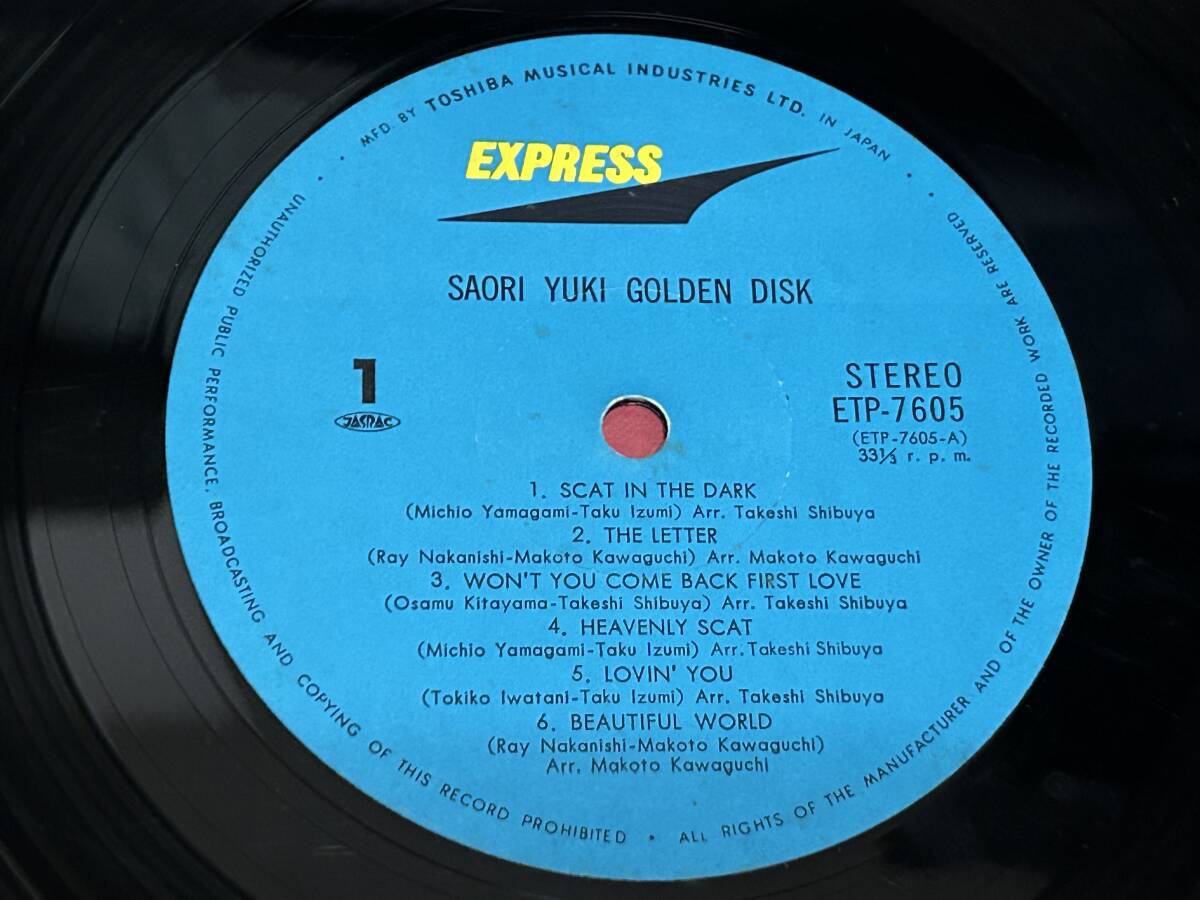 MFD. BY TOSHIBA MUSICAL INDUSTRIES LTD. IN JAPAN
EXPRESS
SAORI YUKI GOLDEN DISK
1
JASRAC
STEREO
ETP-7605
(ETP-7605-A)
33⅓ r. p. m.
1. SCAT IN THE DARK
(Michio Yamagami-Taku Izumi) Arr. Takeshi Shibuya
2. THE LETTER
(Ray Nakanishi-Makoto Kawaguchi) Arr. Makoto Kawaguchi
3. WON'T YOU COME BACK FIRST LOVE
(Osamu Kitayama-Takeshi Shibuya) Arr. Takeshi Shibuya
4. HEAVENLY SCAT
(Michio Yamagami-Taku Izumi) Arr. Takeshi Shibuya
5. LOVIN' YOU
(Tokiko Iwatani-Taku Izumi) Arr. Takeshi Shibuya
6. BEAUTIFUL WORLD
(Ray Nakanishi-Makoto Kawaguchi)
Arr. Makoto Kawaguchi
UNAUTHORIZED PUBLIC PERFORMANCE, BROADCASTING AND COPYING OF THIS RECORD PROHIBITED • ALL RIGHTS OF THE MANUFACTURER AND OF THE OWNER OF THE RECORDED WORK ARE RESERVED